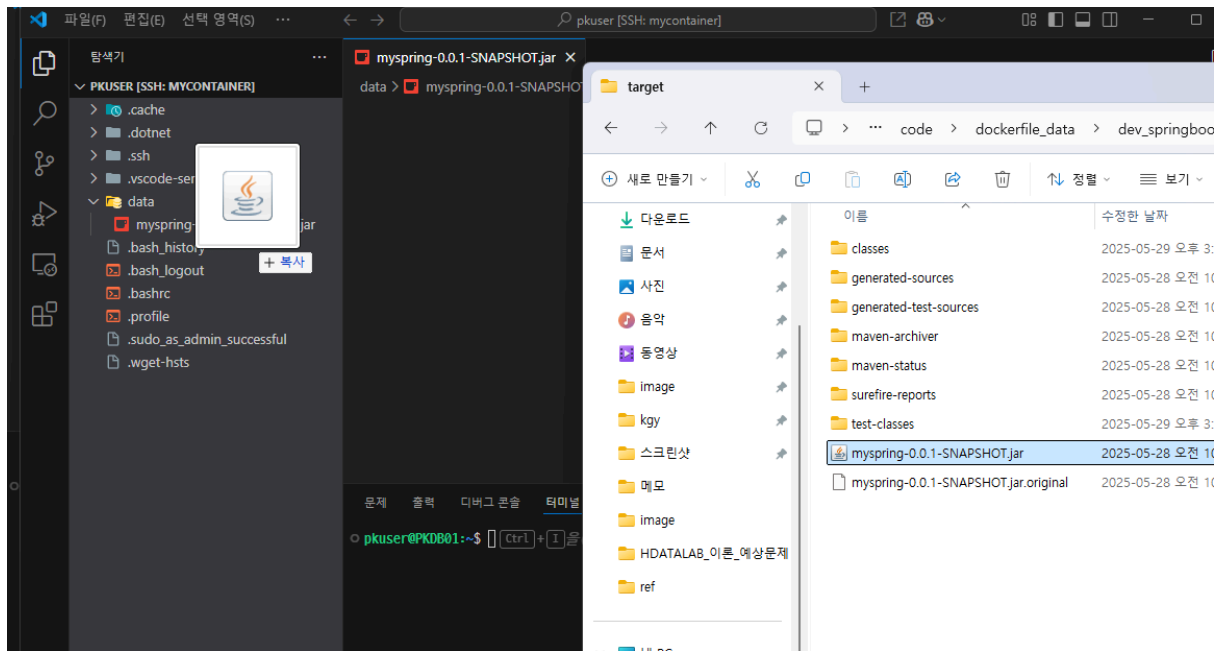 파일(F) 편집(E) 선택 영역(S) ···
pkuser [SSH: mycontainer]
탐색기 ···
PKUSER [SSH: MYCONTAINER]
.cache
.dotnet
.ssh
.vscode-ser
data
myspring- jar
.bash_history
.bash_logout
.bashrc
.profile
.sudo_as_admin_successful
.wget-hsts
+ 복사
myspring-0.0.1-SNAPSHOT.jar
data > myspring-0.0.1-SNAPSHO
문제 출력 디버그 콘솔 터미널
pkuser@PKDB01:~$ Ctrl+I 을
target
··· code > dockerfile_data > dev_springboo
새로 만들기 정렬 보기
다운로드
문서
사진
음악
동영상
image
kgy
스크린샷
메모
image
HDATALAB_이론_예상문제
ref
이름 수정한 날짜
classes 2025-05-29 오후 3:
generated-sources 2025-05-28 오전 10
generated-test-sources 2025-05-28 오전 10
maven-archiver 2025-05-28 오전 10
maven-status 2025-05-28 오전 10
surefire-reports 2025-05-28 오전 10
test-classes 2025-05-29 오후 3:
myspring-0.0.1-SNAPSHOT.jar 2025-05-28 오전 10
myspring-0.0.1-SNAPSHOT.jar.original 2025-05-28 오전 10